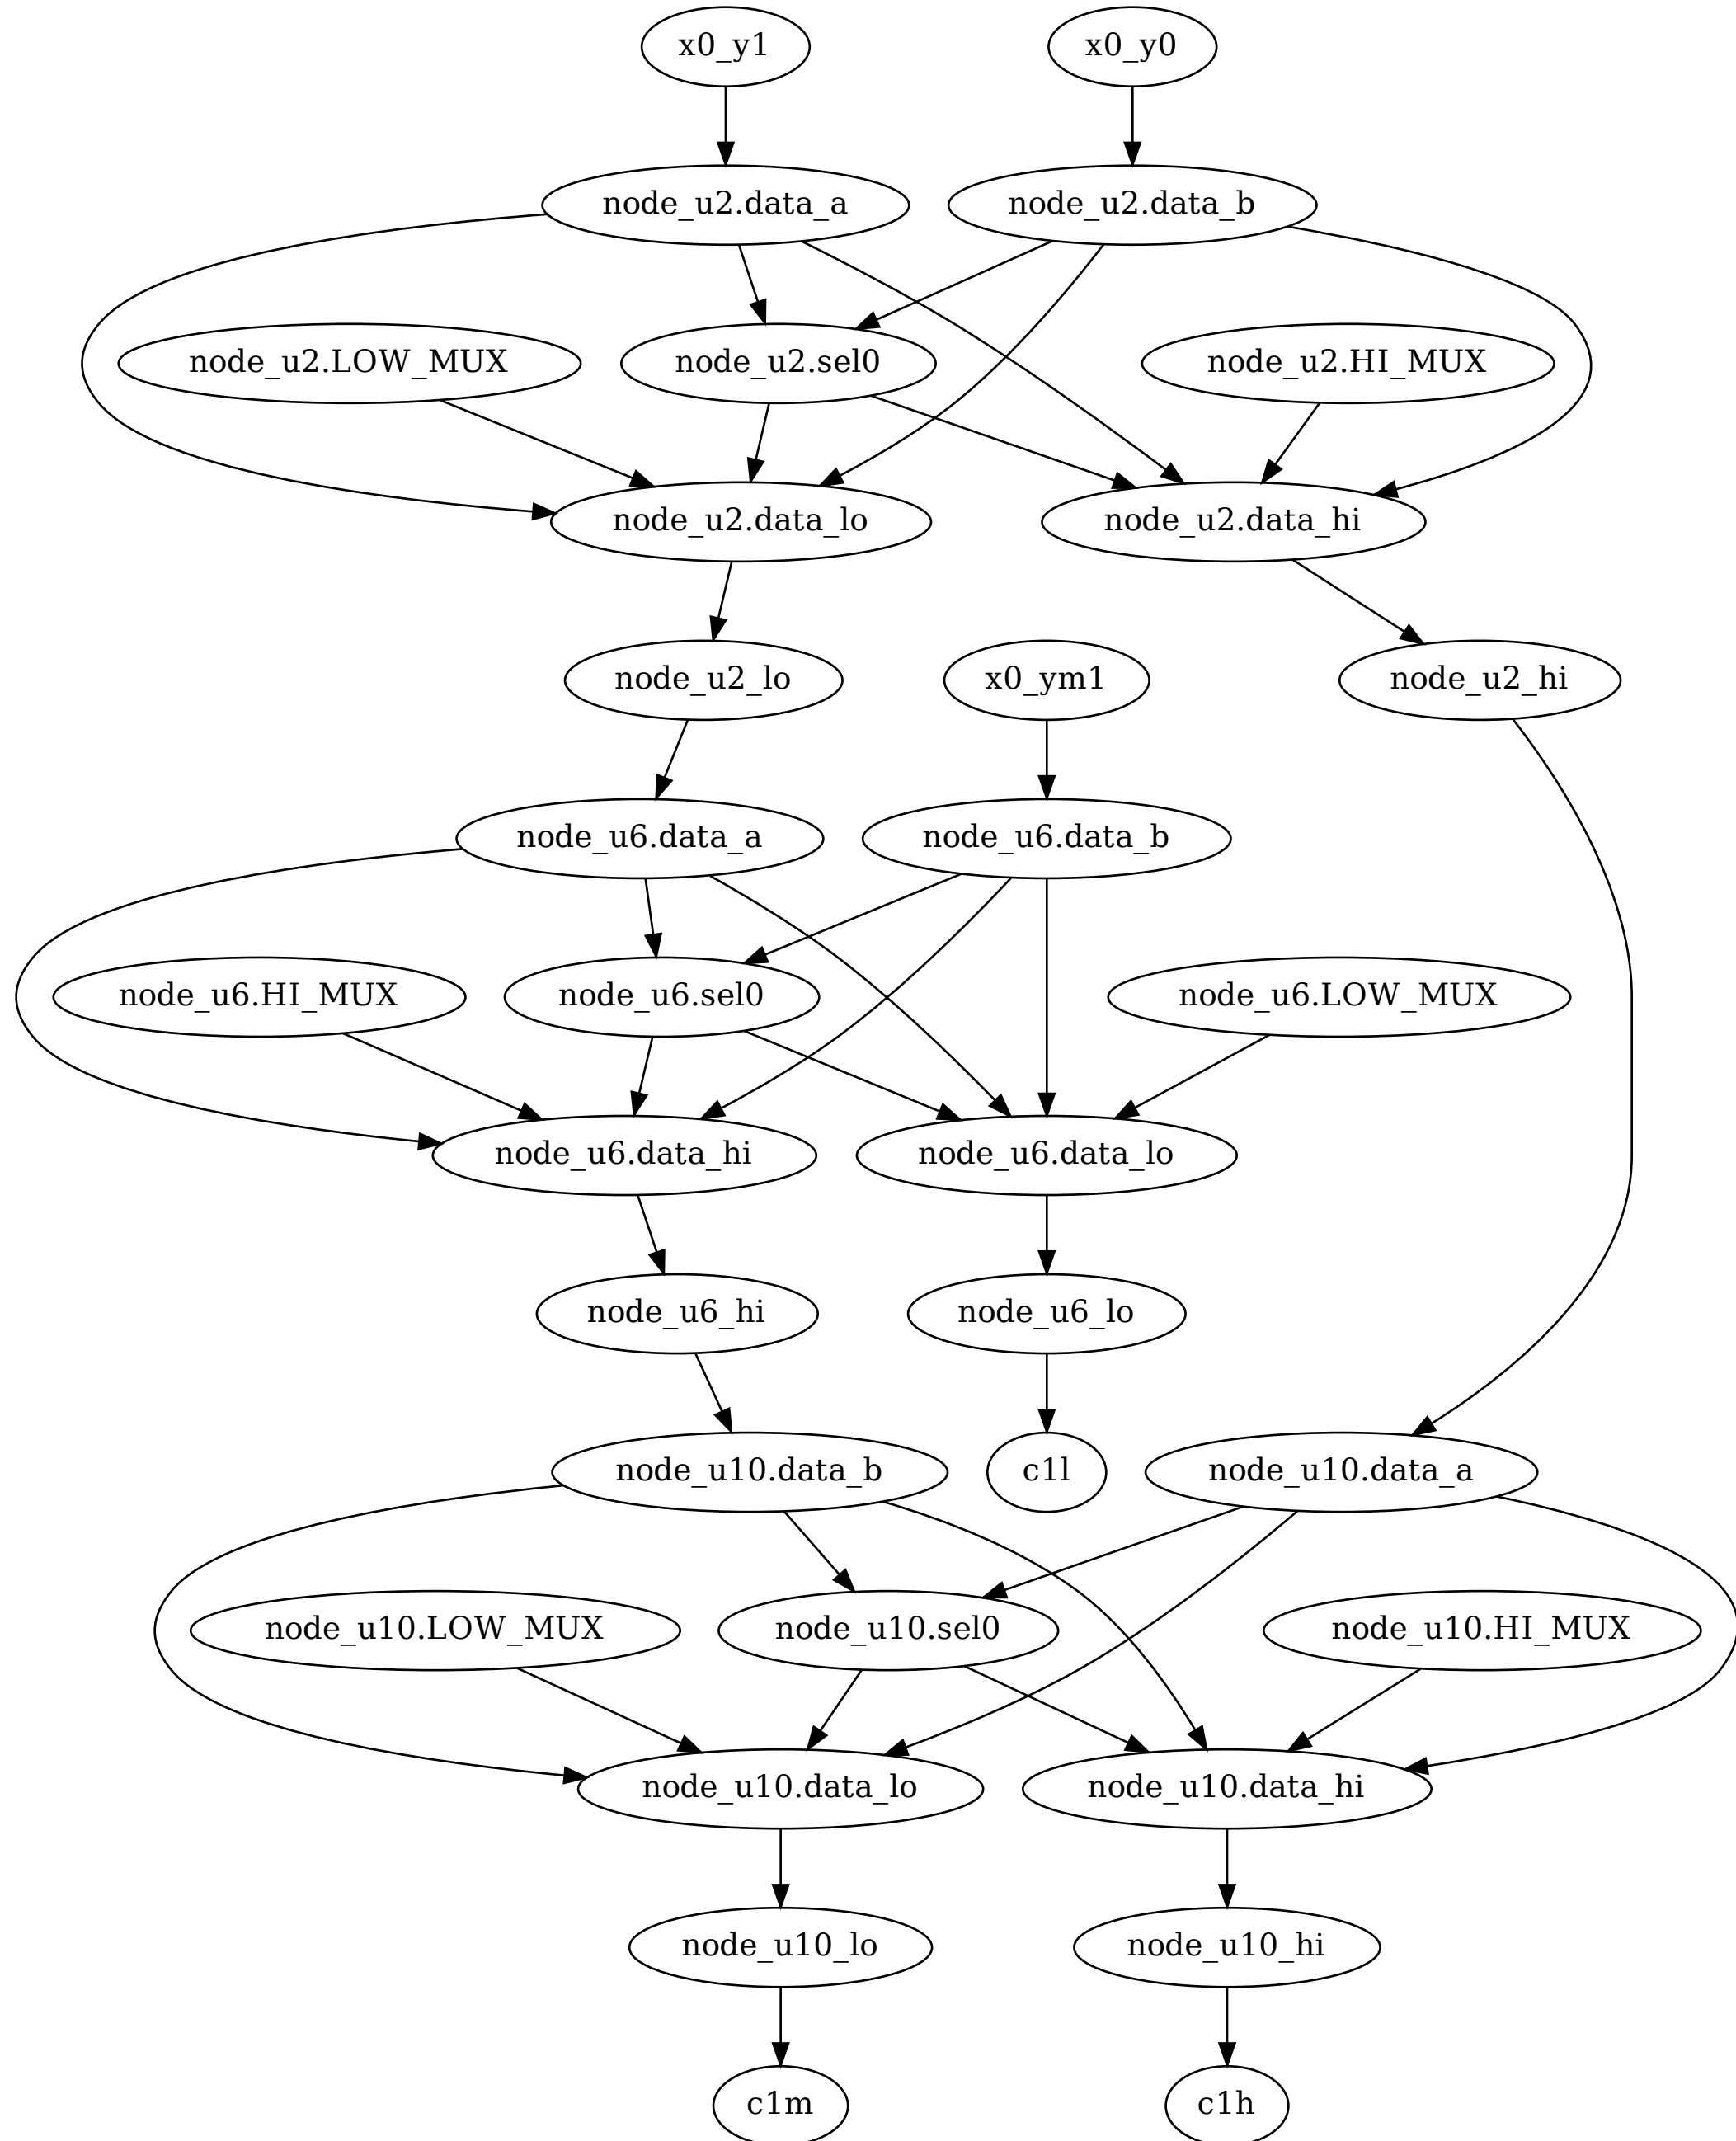 x0_y1
x0_y0
node_u2.data_a
node_u2.data_b
node_u2.LOW_MUX
node_u2.sel0
node_u2.HI_MUX
node_u2.data_lo
node_u2.data_hi
node_u2_lo
x0_ym1
node_u2_hi
node_u6.data_a
node_u6.data_b
node_u6.HI_MUX
node_u6.sel0
node_u6.LOW_MUX
node_u6.data_hi
node_u6.data_lo
node_u6_hi
node_u6_lo
node_u10.data_b
c1l
node_u10.data_a
node_u10.LOW_MUX
node_u10.sel0
node_u10.HI_MUX
node_u10.data_lo
node_u10.data_hi
node_u10_lo
node_u10_hi
c1m
c1h